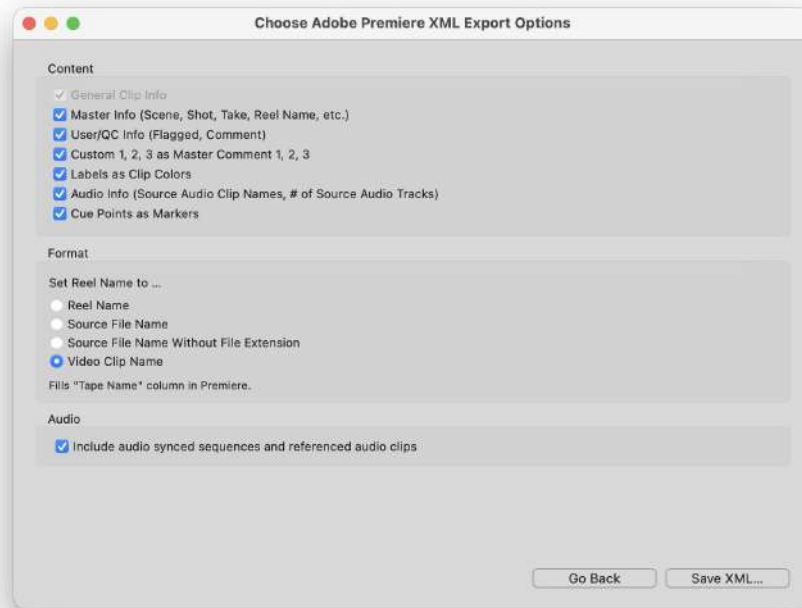 Choose Adobe Premiere XML Export Options
Content
General Clip Info
Master Info (Scene, Shot, Take, Reel Name, etc.)
User/QC Info (Flagged, Comment)
Custom 1, 2, 3 as Master Comment 1, 2, 3
Labels as Clip Colors
Audio Info (Source Audio Clip Names, # of Source Audio Tracks)
Cue Points as Markers
Format
Set Reel Name to ...
Reel Name
Source File Name
Source File Name Without File Extension
Video Clip Name
Fills "Tape Name" column in Premiere.
Audio
Include audio synced sequences and referenced audio clips
Go Back Save XML...